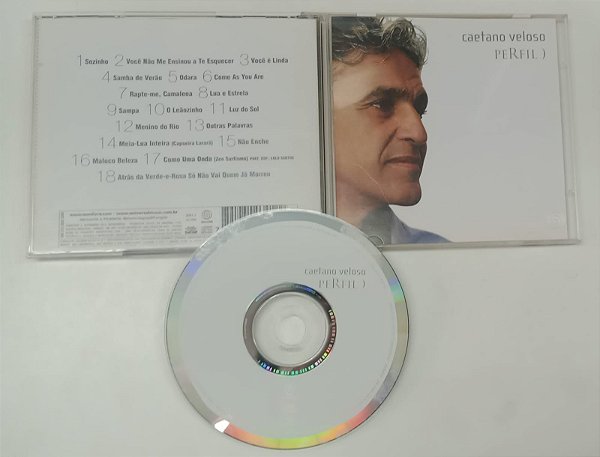 1 Sozinho 2 Você Não Me Ensinou a Te Esquecer 3 Você é Linda
4 Samba de Verão 5 Odara 6 Come As You Are
7 Rapte-me, Camaleoa 8 Lua e Estrela
9 Sampa 10 O Leãozinho 11 Luz do Sol
12 Menino do Rio 13 Outras Palavras
14 Meia-Lua Inteira (Capoeira Larará) 15 Não Enche
16 Maluco Beleza 17 Como Uma Onda (Zen Surfismo)
18 Atrás da Verde-e-Rosa Só Não Vai Quem Já Morreu
caetano veloso
PERFIL )
caetano veloso
PERFIL )